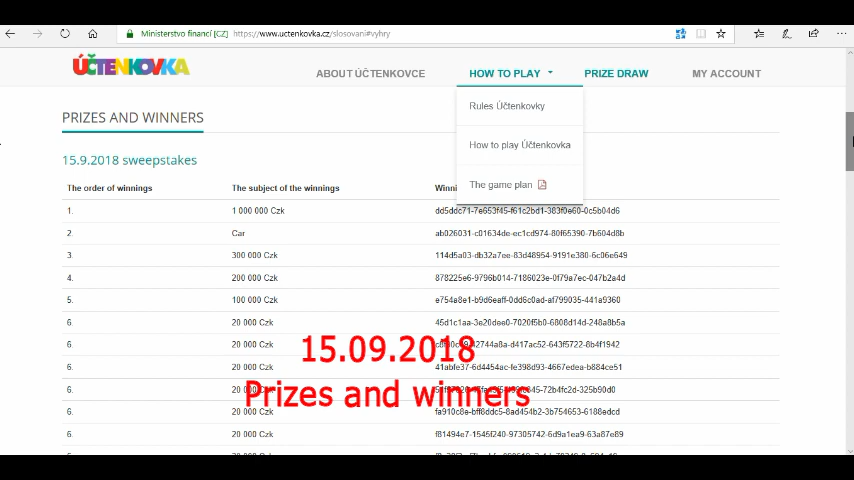 Ministerstvo financí [CZ] https://www.uctenkovka.cz/slosovani#vyhry
ÚČTENKOVKA
ABOUT ÚČTENKOVCE HOW TO PLAY PRIZE DRAW MY ACCOUNT
Rules Účtenkovky
How to play Účtenkovka
The game plan
PRIZES AND WINNERS
15.9.2018 sweepstakes
The order of winnings The subject of the winnings Winni
1. 1 000 000 Czk dd5ddc71-7e653f45-f61c2bd1-383f0e60-0c5b04d6
2. Car ab026031-c01634de-ec1cd974-80f65390-7b604d8b
3. 300 000 Czk 114d5a03-db32a7ee-83d48954-9191e380-6c06e649
4. 200 000 Czk 878225e6-9796b014-7186023e-0f79a7ec-047b2a4d
5. 100 000 Czk e754a8e1-b9d6eaff-0dd6c0ad-af799035-441a9360
6. 20 000 Czk 45d1c1aa-3e20dee0-7020f5b0-6808d14d-248a8b5a
6. 20 000 Czk
6. 20 000 Czk 41abfe37-6d4454ac-fe398d93-4667edea-b884ce51
6. 20 000 Czk
6. 20 000 Czk fa910c8e-bff8ddc5-8ad454b2-3b754653-6188edcd
6. 20 000 Czk f81494e7-1545f240-97305742-6d9a1ea9-63a87e89
15.09.2018
Prizes and winners